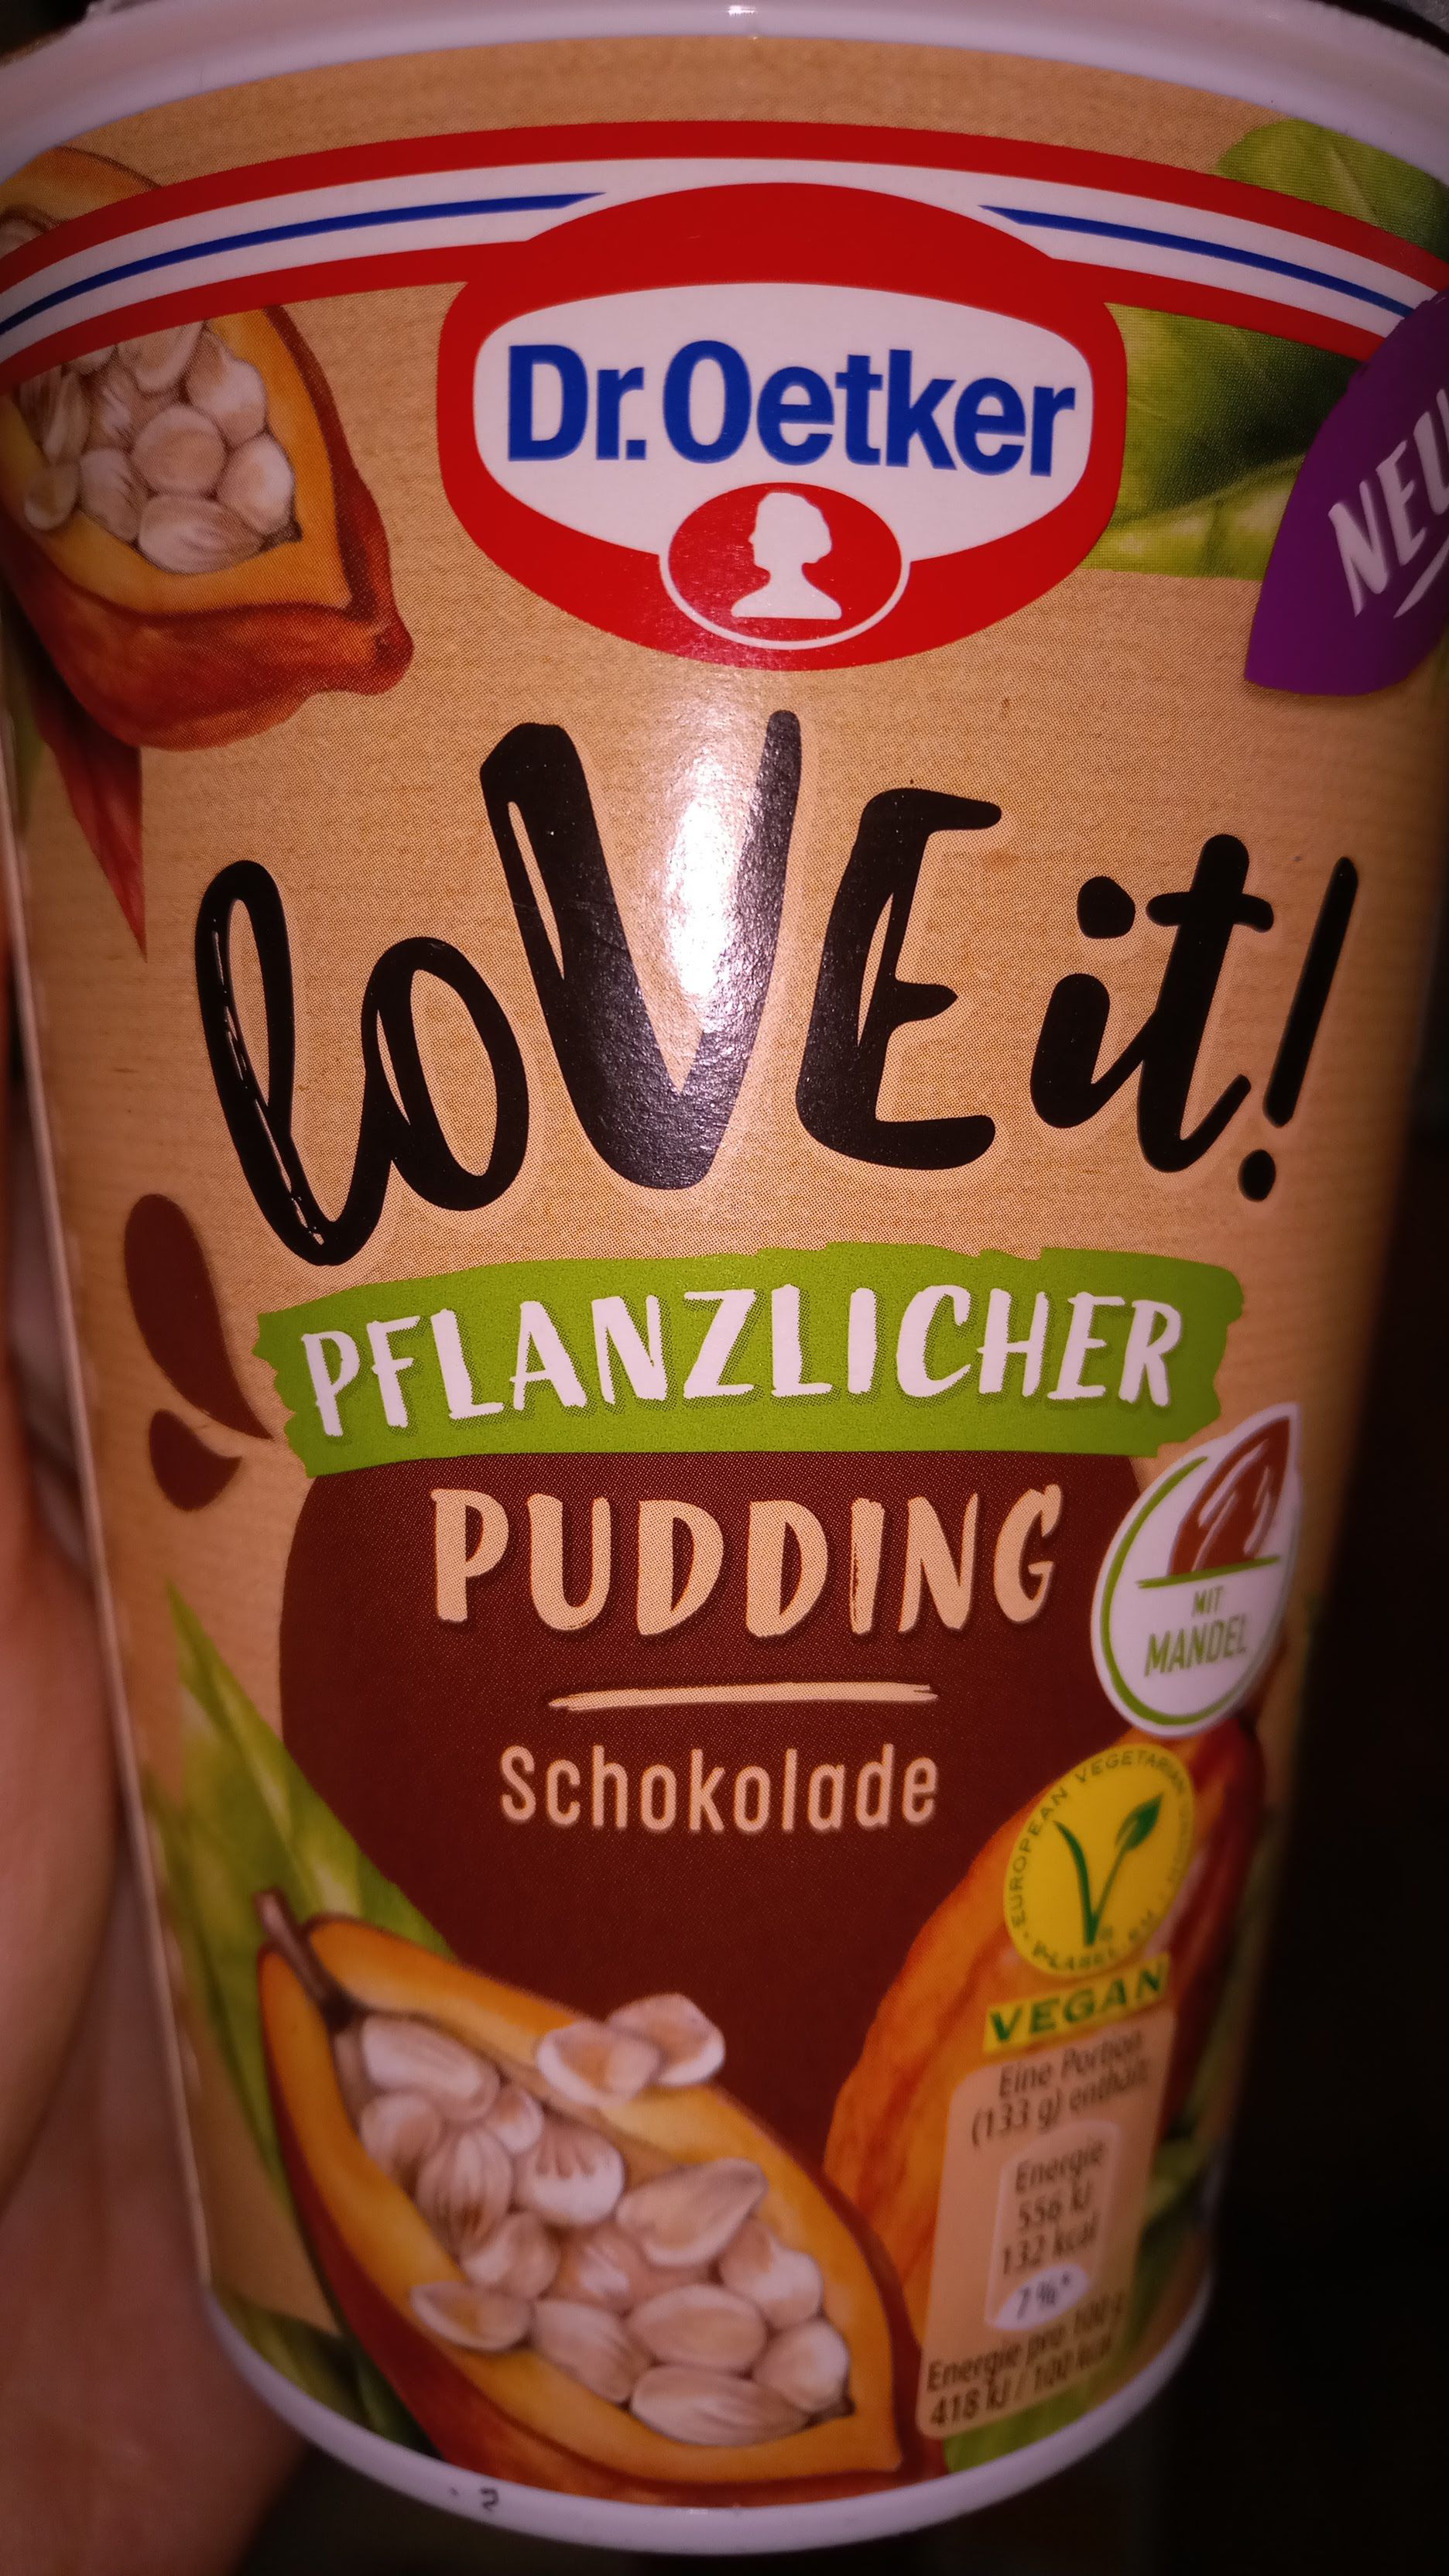 Dr.Oetker
NEU
loVE it!
PFLANZLICHER
PUDDING
MIT
MANDEL
Schokolade
EUROPEAN VEGETARIAN
V-LABEL.EU
VEGAN
Eine Portion
(133 g) enthält:
Energie
556 kJ
132 kcal
7%*
Energie pro 100 g
418 kJ / 100 kcal